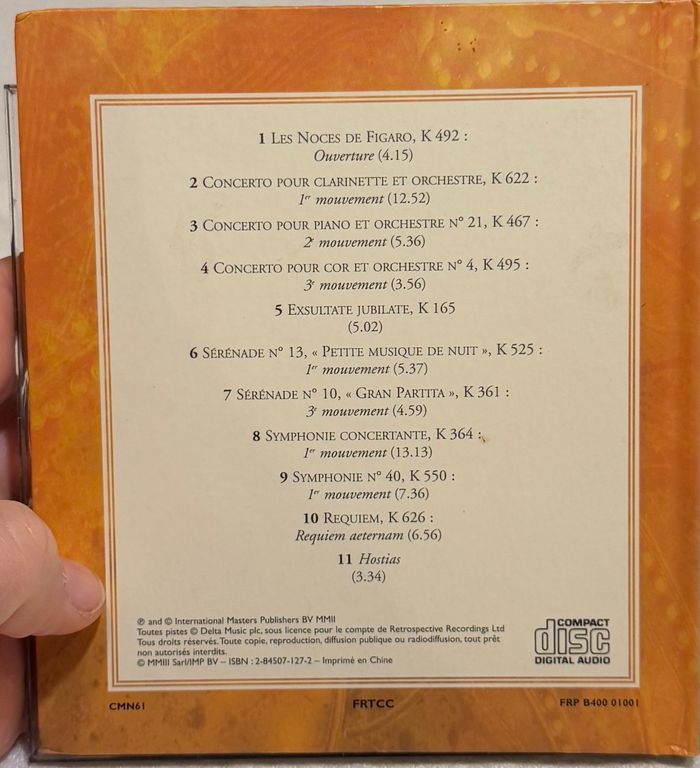 1 LES NOCES DE FIGARO, K 492 :
Ouverture (4.15)
2 CONCERTO POUR CLARINETTE ET ORCHESTRE, K 622 :
1er mouvement (12.52)
3 CONCERTO POUR PIANO ET ORCHESTRE N° 21, K 467 :
2e mouvement (5.36)
4 CONCERTO POUR COR ET ORCHESTRE N° 4, K 495 :
3e mouvement (3.56)
5 EXSULTATE JUBILATE, K 165
(5.02)
6 SÉRÉNADE N° 13, « PETITE MUSIQUE DE NUIT », K 525 :
1er mouvement (5.37)
7 SÉRÉNADE N° 10, « GRAN PARTITA », K 361 :
3e mouvement (4.59)
8 SYMPHONIE CONCERTANTE, K 364 :
1er mouvement (13.13)
9 SYMPHONIE N° 40, K 550 :
1er mouvement (7.36)
10 REQUIEM, K 626 :
Requiem aeternam (6.56)
11 Hostias
(3.34)
℗ and © International Masters Publishers BV MMII
Toutes pistes © Delta Music plc, sous licence pour le compte de Retrospective Recordings Ltd
Tous droits réservés. Toute copie, reproduction, diffusion publique ou radiodiffusion, tout prêt
non autorisés interdits.
© MMIII Sarl/IMP BV – ISBN : 2-84507-127-2 – Imprimé en Chine
COMPACT
disc
DIGITAL AUDIO
CMN61
FRTCC
FRP B400 01001